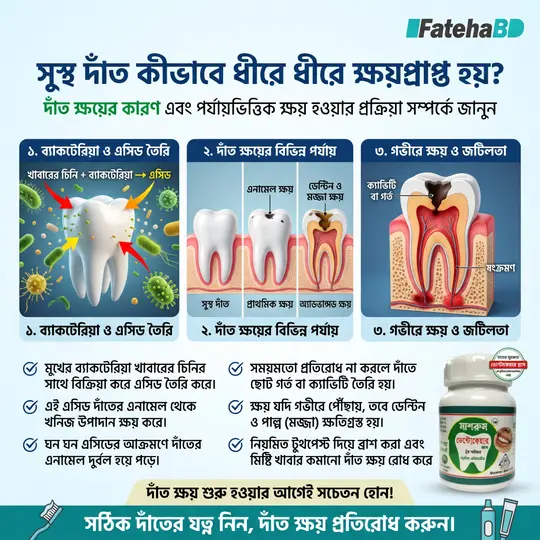 FatehaBD
সুস্থ দাঁত কীভাবে ধীরে ধীরে ক্ষয়প্রাপ্ত হয়?
দাঁত ক্ষয়ের কারণ এবং পর্যায়ভিত্তিক ক্ষয় হওয়ার প্রক্রিয়া সম্পর্কে জানুন
১. ব্যাকটেরিয়া ও এসিড তৈরি
খাবারের চিনি + ব্যাকটেরিয়া → এসিড
১. ব্যাকটেরিয়া ও এসিড তৈরি
২. দাঁত ক্ষয়ের বিভিন্ন পর্যায়
এনামেল ক্ষয়
ডেন্টিন ও
মজ্জা ক্ষয়
সুস্থ দাঁত
প্রাথমিক ক্ষয়
অ্যাডভান্সড ক্ষয়
২. দাঁত ক্ষয়ের বিভিন্ন পর্যায়
৩. গভীরে ক্ষয় ও জটিলতা
ক্যাভিটি
বা গর্ত
সংক্রমণ
৩. গভীরে ক্ষয় ও জটিলতা
মুখের ব্যাকটেরিয়া খাবারের চিনির
সাথে বিক্রিয়া করে এসিড তৈরি করে।
এই এসিড দাঁতের এনামেল থেকে
খনিজ উপাদান ক্ষয় করে।
ঘন ঘন এসিডের আক্রমণে দাঁতের
এনামেল দুর্বল হয়ে পড়ে।
সময়মতো প্রতিরোধ না করলে দাঁতে
ছোট গর্ত বা ক্যাভিটি তৈরি হয়।
ক্ষয় যদি গভীরে পৌঁছায়, তবে ডেন্টিন
ও পাল্প (মজ্জা) ক্ষতিগ্রস্ত হয়।
নিয়মিত টুথপেস্ট দিয়ে ব্রাশ করা এবং
মিষ্টি খাবার কমানো দাঁত ক্ষয় রোধ করে
মাশরুম
ডেন্টোকেয়ার
দাঁত ক্ষয় শুরু হওয়ার আগেই সচেতন হোন!
সঠিক দাঁতের যত্ন নিন, দাঁত ক্ষয় প্রতিরোধ করুন।